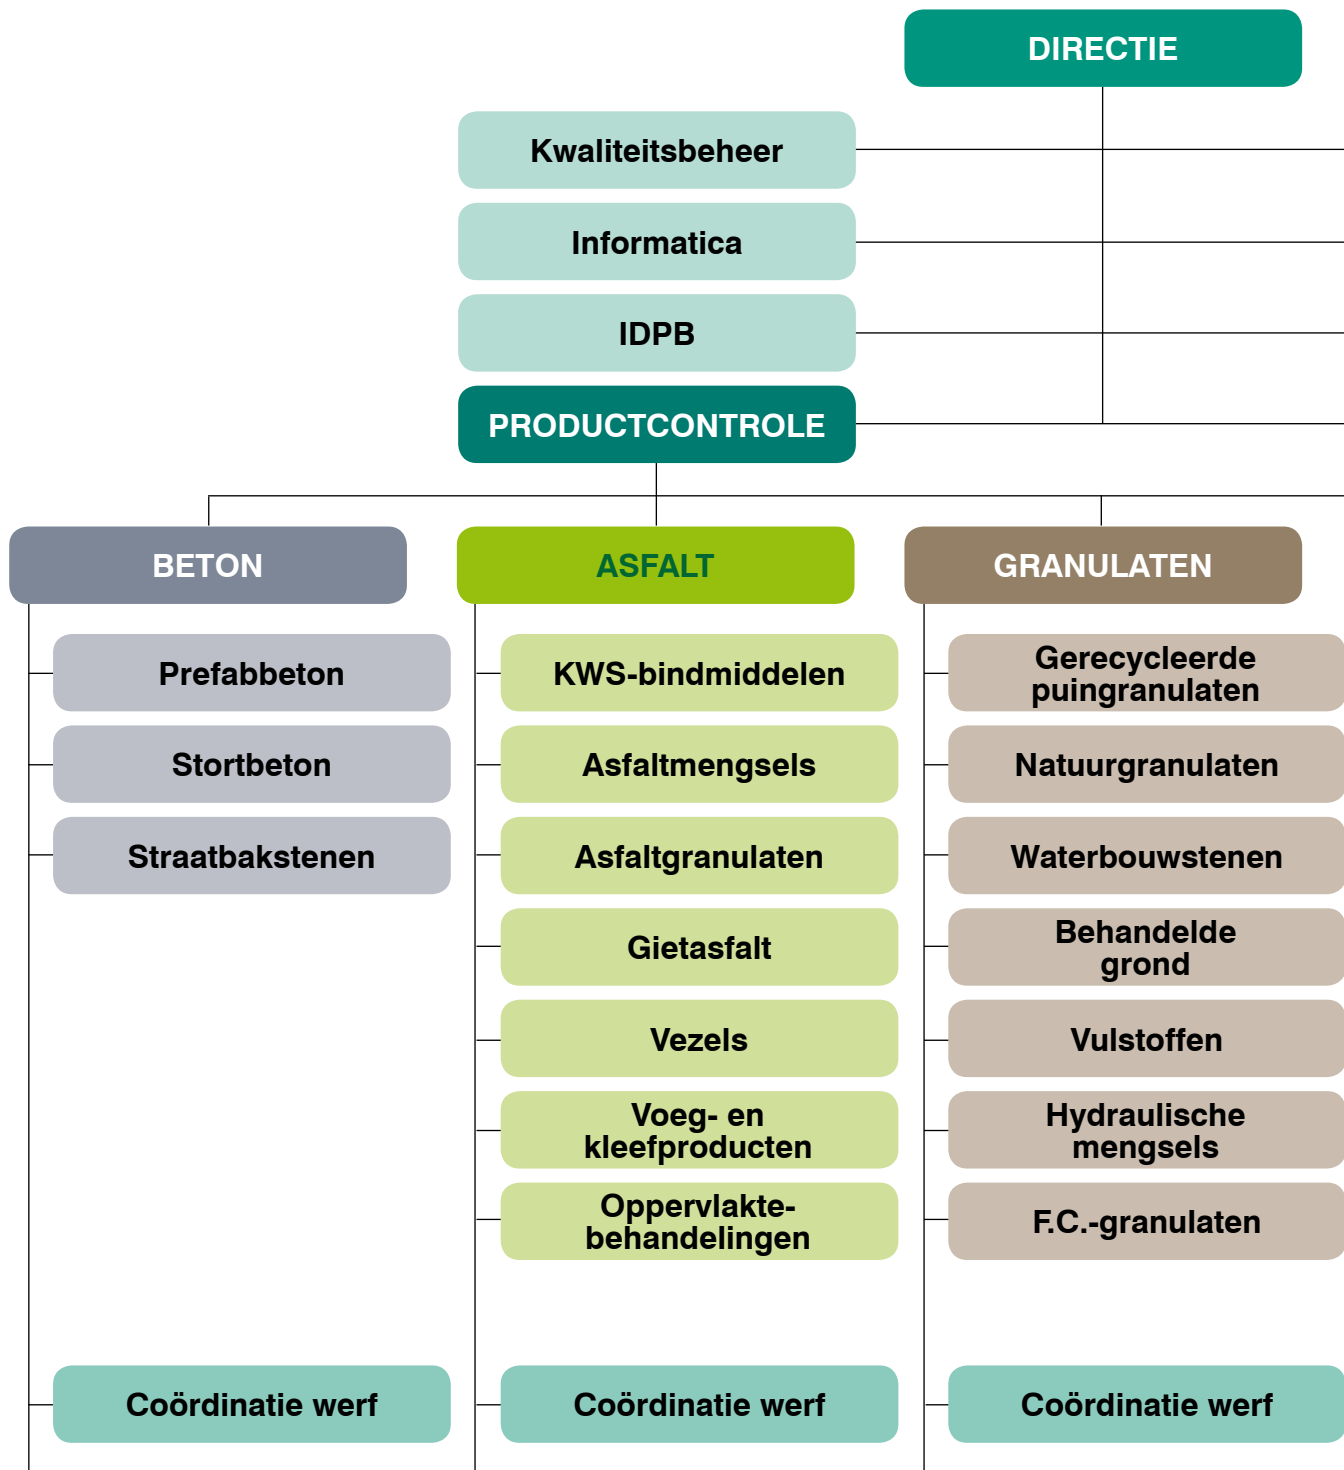 DIRECTIE
Kwaliteitsbeheer
Informatica
IDPB
PRODUCTCONTROLE
BETON
Prefabbeton
Stortbeton
Straatbakstenen
Coördinatie werf
ASFALT
KWS-bindmiddelen
Asfaltmengsels
Asfaltgranulaten
Gietasfalt
Vezels
Voeg- en
kleefproducten
Oppervlakte-
behandelingen
Coördinatie werf
GRANULATEN
Gerecycleerde
puingranulaten
Natuurgranulaten
Waterbouwstenen
Behandelde
grond
Vulstoffen
Hydraulische
mengsels
F.C.-granulaten
Coördinatie werf